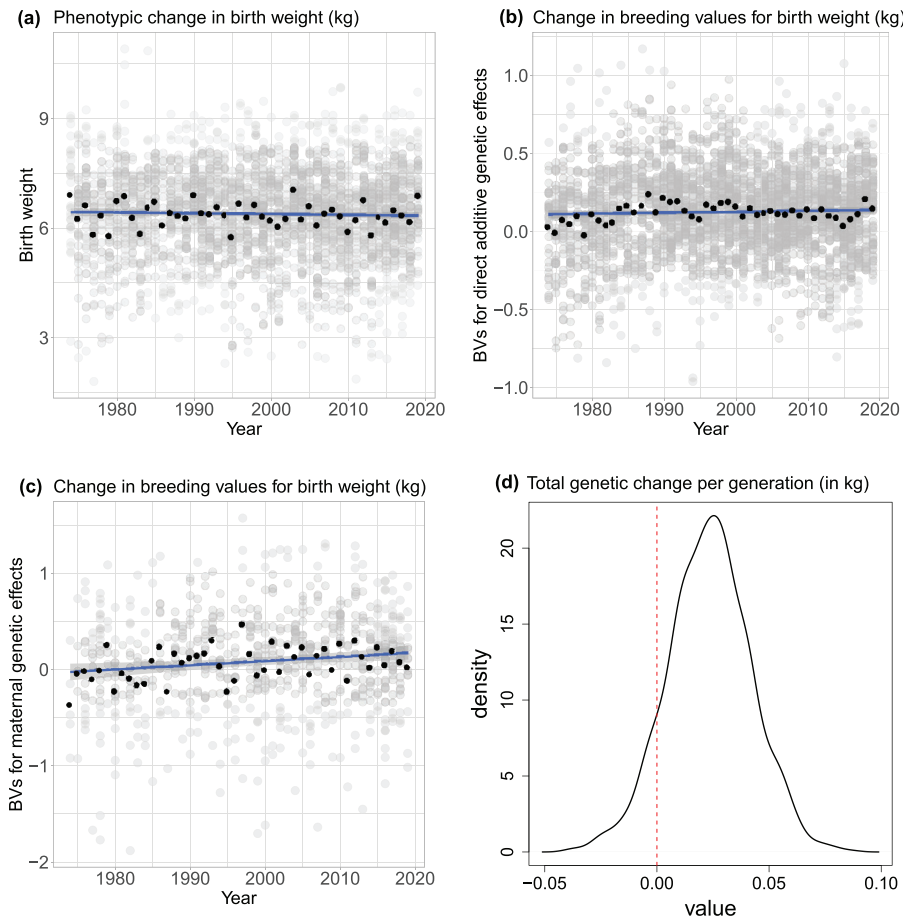 (a) Phenotypic change in birth weight (kg)
Birth weight
9
6
3
1980 1990 2000 2010 2020
Year
(b) Change in breeding values for birth weight (kg)
BVs for direct additive genetic effects
1.0
0.5
0.0
−0.5
−1.0
1980 1990 2000 2010 2020
Year
(c) Change in breeding values for birth weight (kg)
BVs for maternal genetic effects
1
0
−1
−2
1980 1990 2000 2010 2020
Year
(d) Total genetic change per generation (in kg)
density
20
15
10
5
0
−0.05 0.00 0.05 0.10
value